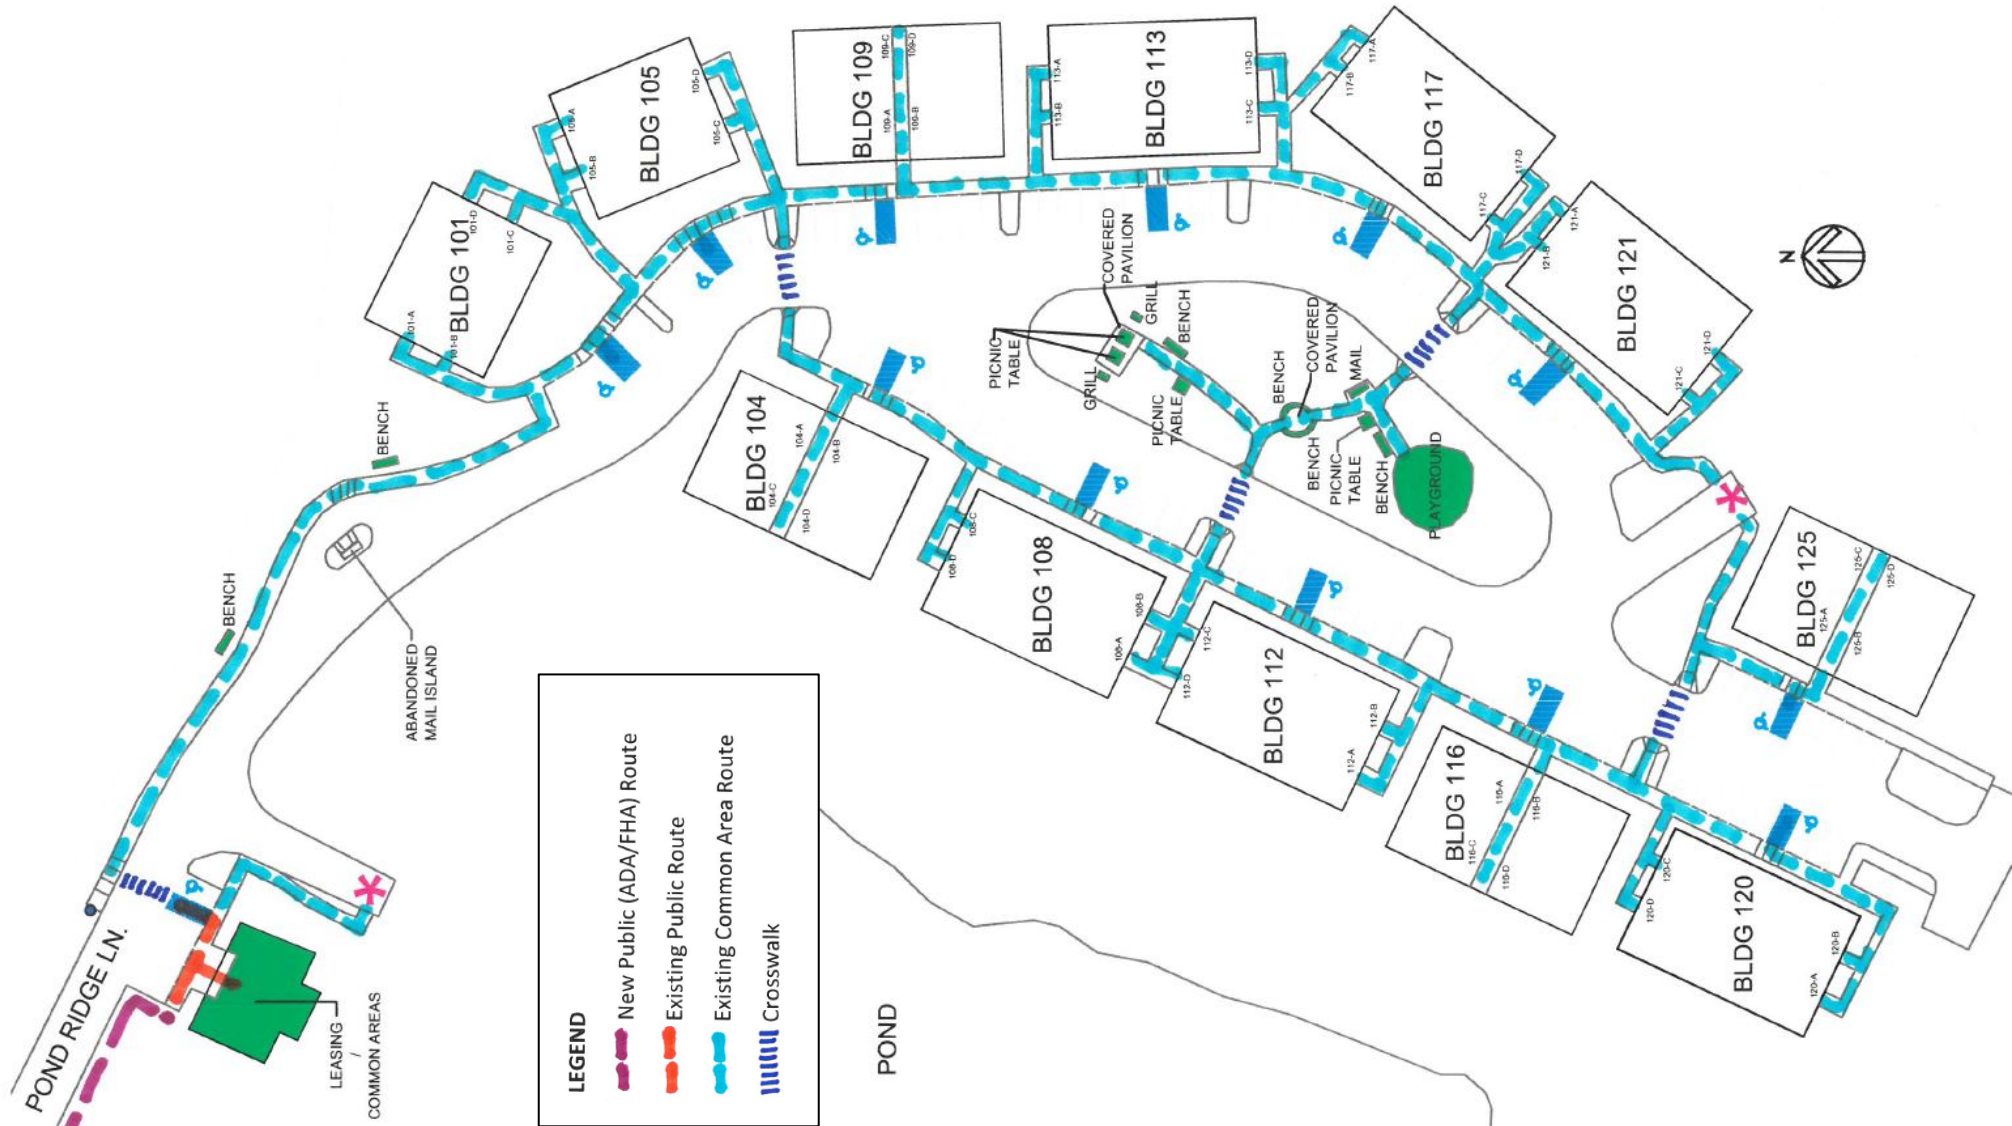 BLDG 101
101-A
101-B
101-C
101-D
BLDG 105
105-A
105-B
105-C
105-D
BLDG 109
109-A
109-B
109-C
109-D
BLDG 113
113-A
113-B
113-C
113-D
BLDG 117
117-A
117-B
117-C
117-D
BLDG 121
121-A
121-B
121-C
121-D
BLDG 125
125-A
125-B
125-C
125-D
BLDG 104
104-A
104-B
104-C
104-D
BLDG 108
108-A
108-B
108-C
108-D
BLDG 112
112-A
112-B
112-C
112-D
BLDG 116
116-A
116-B
116-C
116-D
BLDG 120
120-A
120-B
120-C
120-D
N
BENCH
BENCH
ABANDONED
MAIL ISLAND
PICNIC
TABLE
GRILL
COVERED
PAVILION
GRILL
BENCH
PICNIC
TABLE
BENCH
COVERED
PAVILION
MAIL
BENCH
PICNIC
TABLE
BENCH
PLAYGROUND
POND RIDGE LN.
LEASING
/
COMMON AREAS
POND
LEGEND
New Public (ADA/FHA) Route
Existing Public Route
Existing Common Area Route
Crosswalk